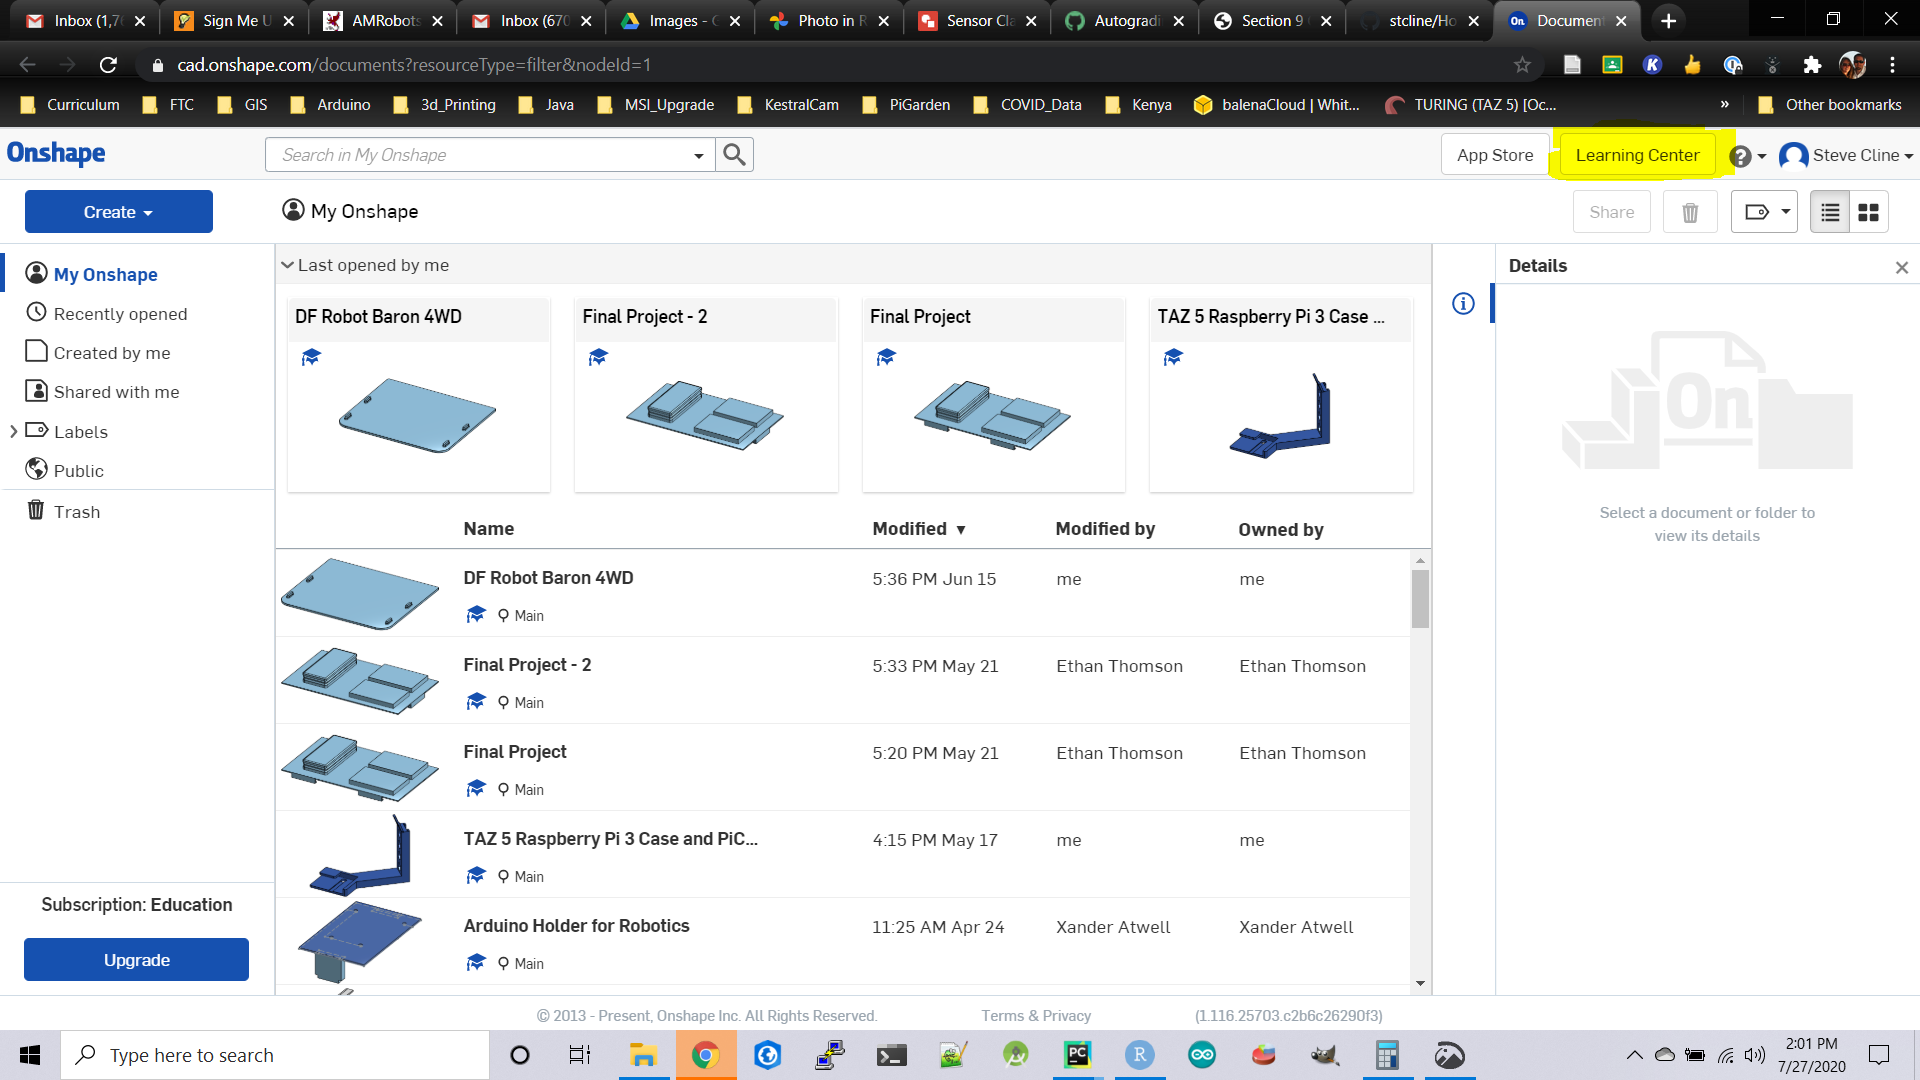 Inbox (1,76
Sign Me U
AMRobots
Inbox (670
Images - G
Photo in R
Sensor Cla
Autogradi
Section 9
stcline/Ho
Document
cad.onshape.com/documents?resourceType=filter&nodeId=1
Curriculum FTC GIS Arduino 3d_Printing Java MSI_Upgrade KestralCam PiGarden COVID_Data Kenya balenaCloud | Whit... TURING (TAZ 5) [Oc... » Other bookmarks
Onshape
Search in My Onshape
App Store
Learning Center
Steve Cline
Create
My Onshape
Share
My Onshape
Recently opened
Created by me
Shared with me
Labels
Public
Trash
Last opened by me
DF Robot Baron 4WD
Final Project - 2
Final Project
TAZ 5 Raspberry Pi 3 Case ...
Name Modified ▼ Modified by Owned by
DF Robot Baron 4WD 5:36 PM Jun 15 me me
Main
Final Project - 2 5:33 PM May 21 Ethan Thomson Ethan Thomson
Main
Final Project 5:20 PM May 21 Ethan Thomson Ethan Thomson
Main
TAZ 5 Raspberry Pi 3 Case and PiC... 4:15 PM May 17 me me
Main
Arduino Holder for Robotics 11:25 AM Apr 24 Xander Atwell Xander Atwell
Main
Details
On
Select a document or folder to
view its details
Subscription: Education
Upgrade
© 2013 - Present, Onshape Inc. All Rights Reserved. Terms & Privacy (1.116.25703.c2b6c26290f3)
Type here to search
PC
R
2:01 PM
7/27/2020